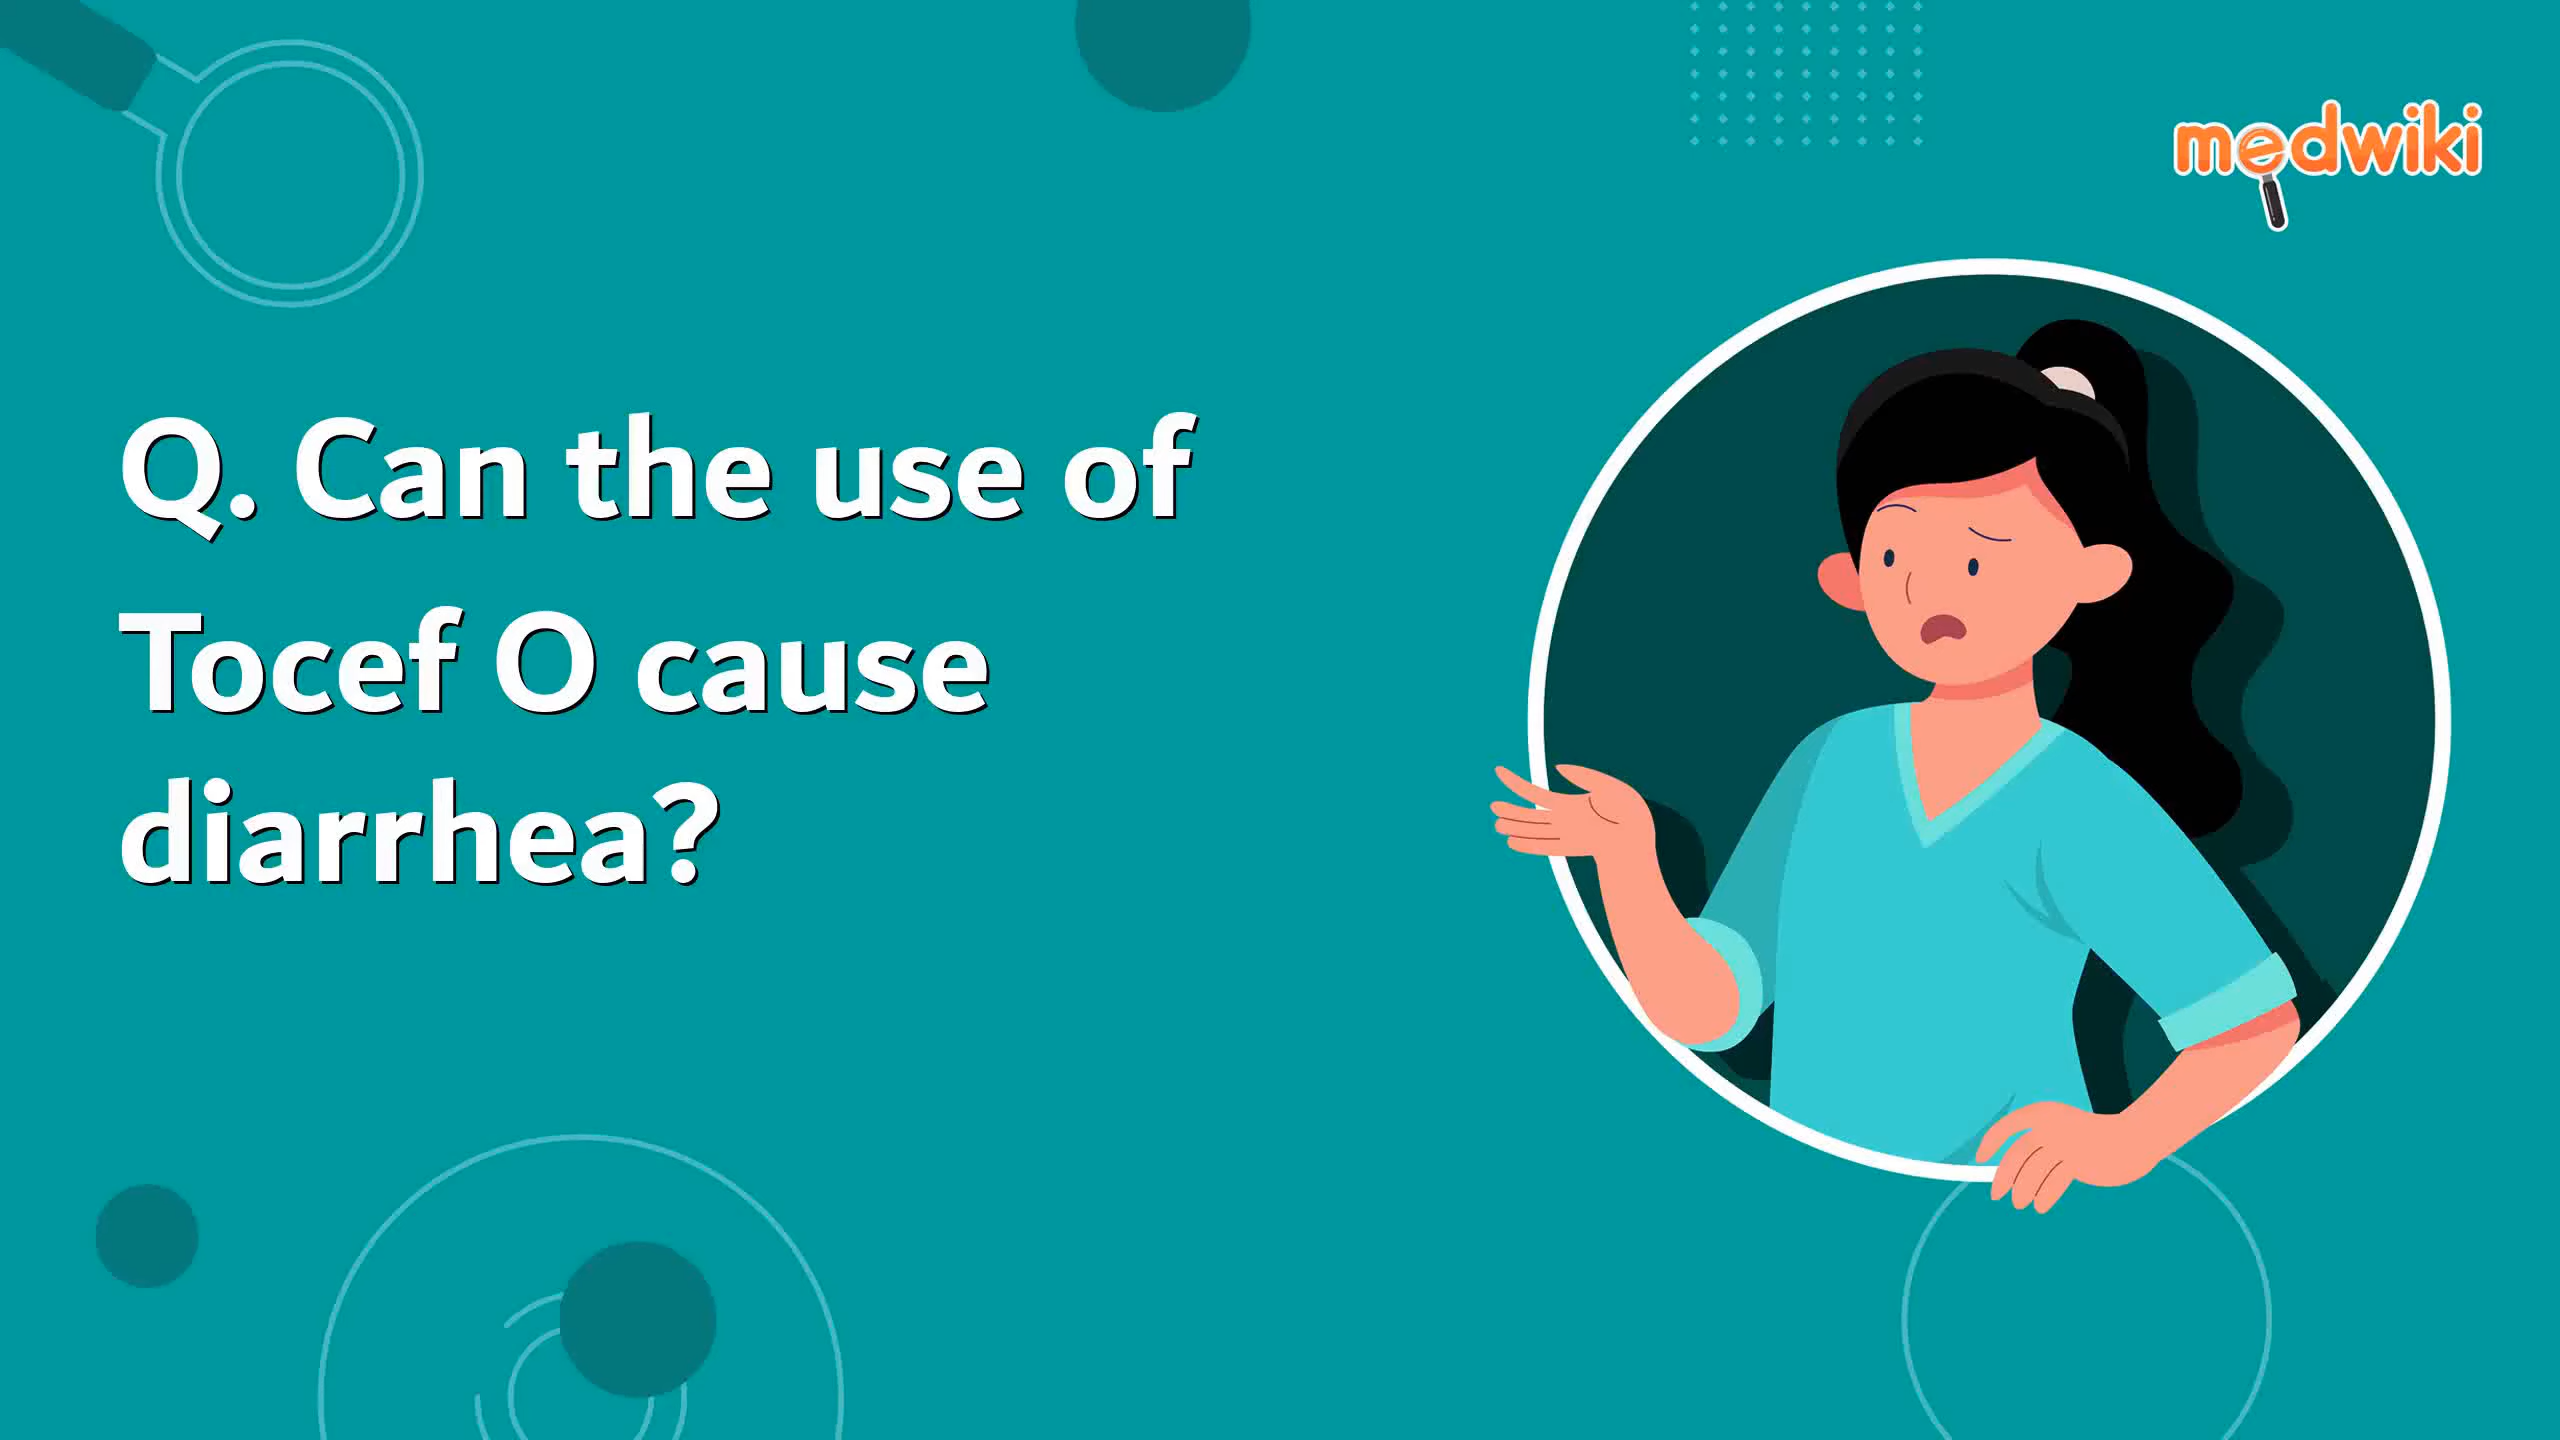 medwiki
Q. Can the use of
Tocef O cause
diarrhea?